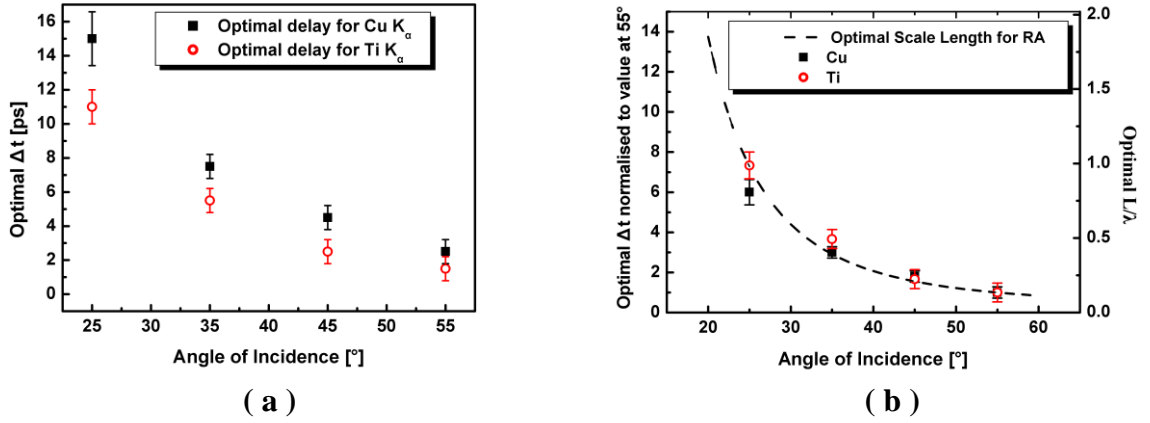 Optimal delay for Cu Kα
Optimal delay for Ti Kα
Optimal Δt [ps]
16
14
12
10
8
6
4
2
0
25 30 35 40 45 50 55
Angle of Incidence [°]
( a )
Optimal Scale Length for RA
Cu
Ti
Optimal Δt normalised to value at 55°
14
12
10
8
6
4
2
0
20 30 40 50 60
Angle of Incidence [°]
2.0
1.5
1.0
0.5
0.0
Optimal L/λ
( b )